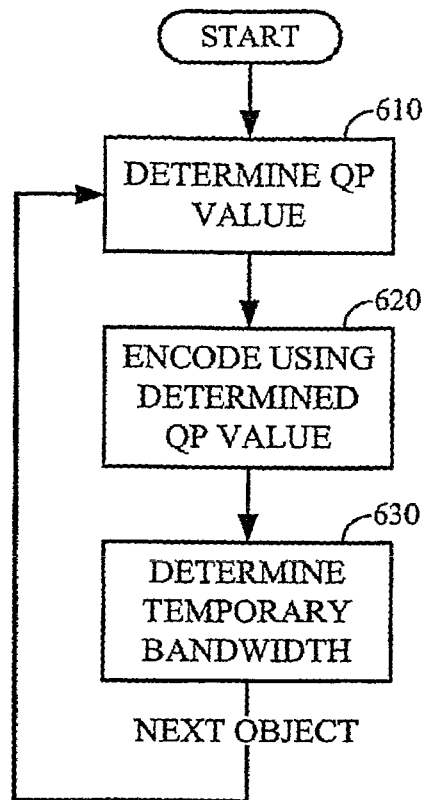 START
610
DETERMINE QP
VALUE
620
ENCODE USING
DETERMINED
QP VALUE
630
DETERMINE
TEMPORARY
BANDWIDTH
NEXT OBJECT